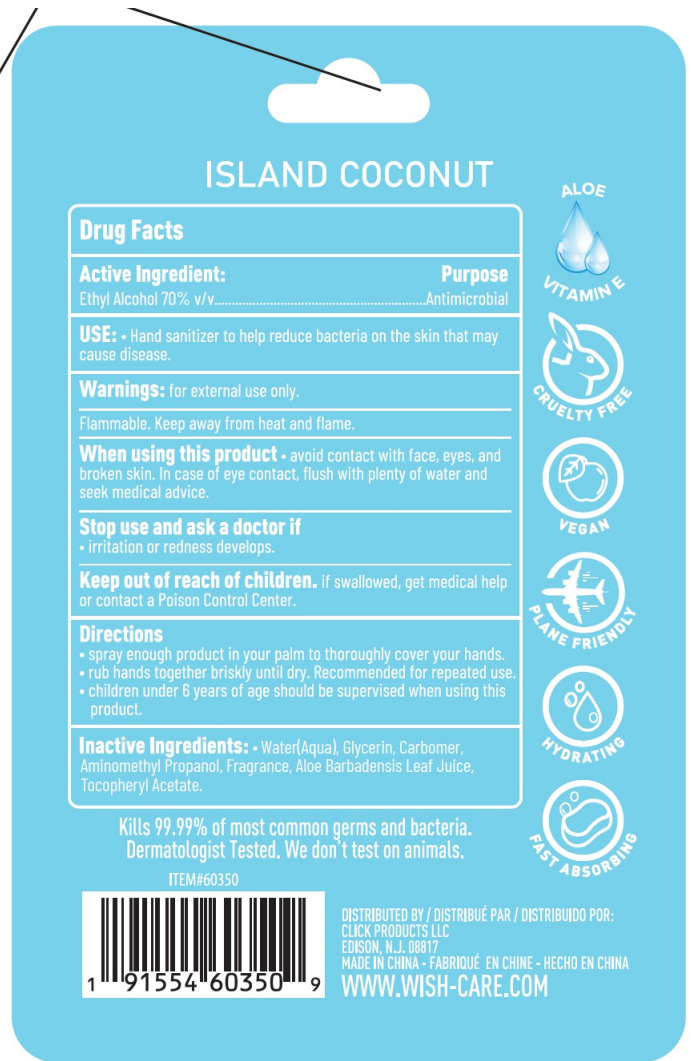 ISLAND COCONUT
Drug Facts
Active Ingredient: Purpose
Ethyl Alcohol 70% v/v.................................................................Antimicrobial
USE: • Hand sanitizer to help reduce bacteria on the skin that may
cause disease.
Warnings: for external use only.
Flammable. Keep away from heat and flame.
When using this product • avoid contact with face, eyes, and
broken skin. In case of eye contact, flush with plenty of water and
seek medical advice.
Stop use and ask a doctor if
• irritation or redness develops.
Keep out of reach of children. if swallowed, get medical help
or contact a Poison Control Center.
Directions
• spray enough product in your palm to thoroughly cover your hands.
• rub hands together briskly until dry. Recommended for repeated use.
• children under 6 years of age should be supervised when using this
product.
Inactive Ingredients: • Water(Aqua), Glycerin, Carbomer,
Aminomethyl Propanol, Fragrance, Aloe Barbadensis Leaf Juice,
Tocopheryl Acetate.
ALOE
VITAMIN E
CRUELTY FREE
VEGAN
PLANE FRIENDLY
HYDRATING
FAST ABSORBING
Kills 99.99% of most common germs and bacteria.
Dermatologist Tested. We don't test on animals.
ITEM#60350
1 91554 60350 9
DISTRIBUTED BY / DISTRIBUÉ PAR / DISTRIBUIDO POR:
CLICK PRODUCTS LLC
EDISON, N.J. 08817
MADE IN CHINA - FABRIQUÉ EN CHINE - HECHO EN CHINA
WWW.WISH-CARE.COM